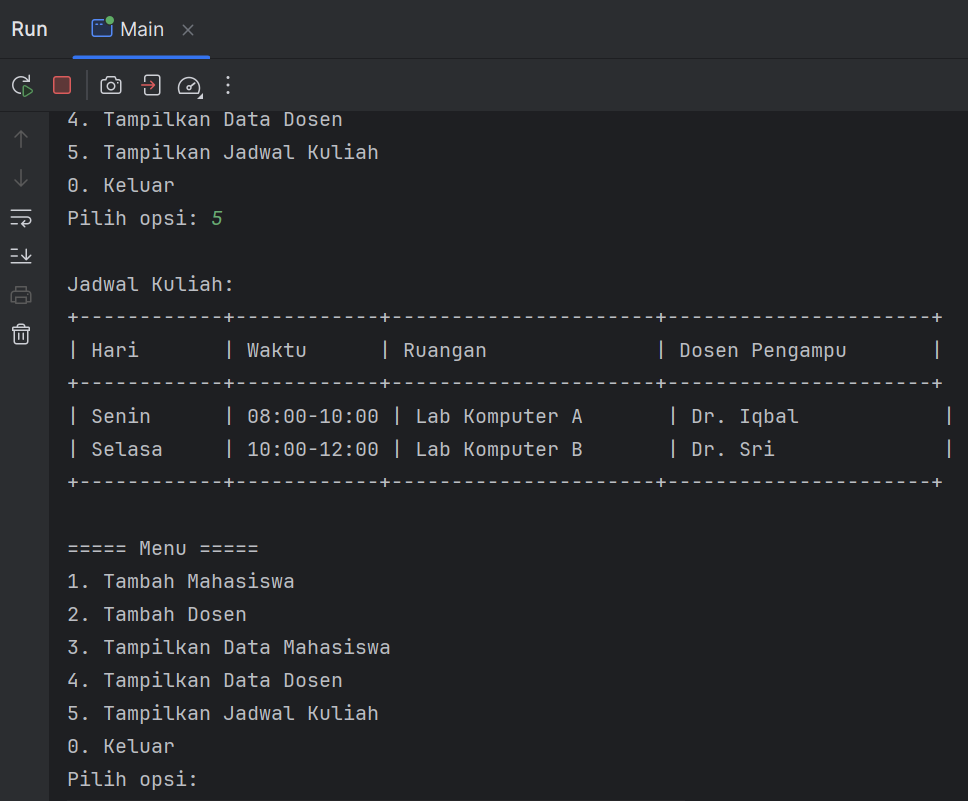 Run Main
4. Tampilkan Data Dosen
5. Tampilkan Jadwal Kuliah
0. Keluar
Pilih opsi: 5
Jadwal Kuliah:
+------------+------------+----------------------+----------------------+
| Hari       | Waktu      | Ruangan              | Dosen Pengampu       |
+------------+------------+----------------------+----------------------+
| Senin      | 08:00-10:00 | Lab Komputer A       | Dr. Iqbal            |
| Selasa     | 10:00-12:00 | Lab Komputer B       | Dr. Sri              |
+------------+------------+----------------------+----------------------+
===== Menu =====
1. Tambah Mahasiswa
2. Tambah Dosen
3. Tampilkan Data Mahasiswa
4. Tampilkan Data Dosen
5. Tampilkan Jadwal Kuliah
0. Keluar
Pilih opsi: